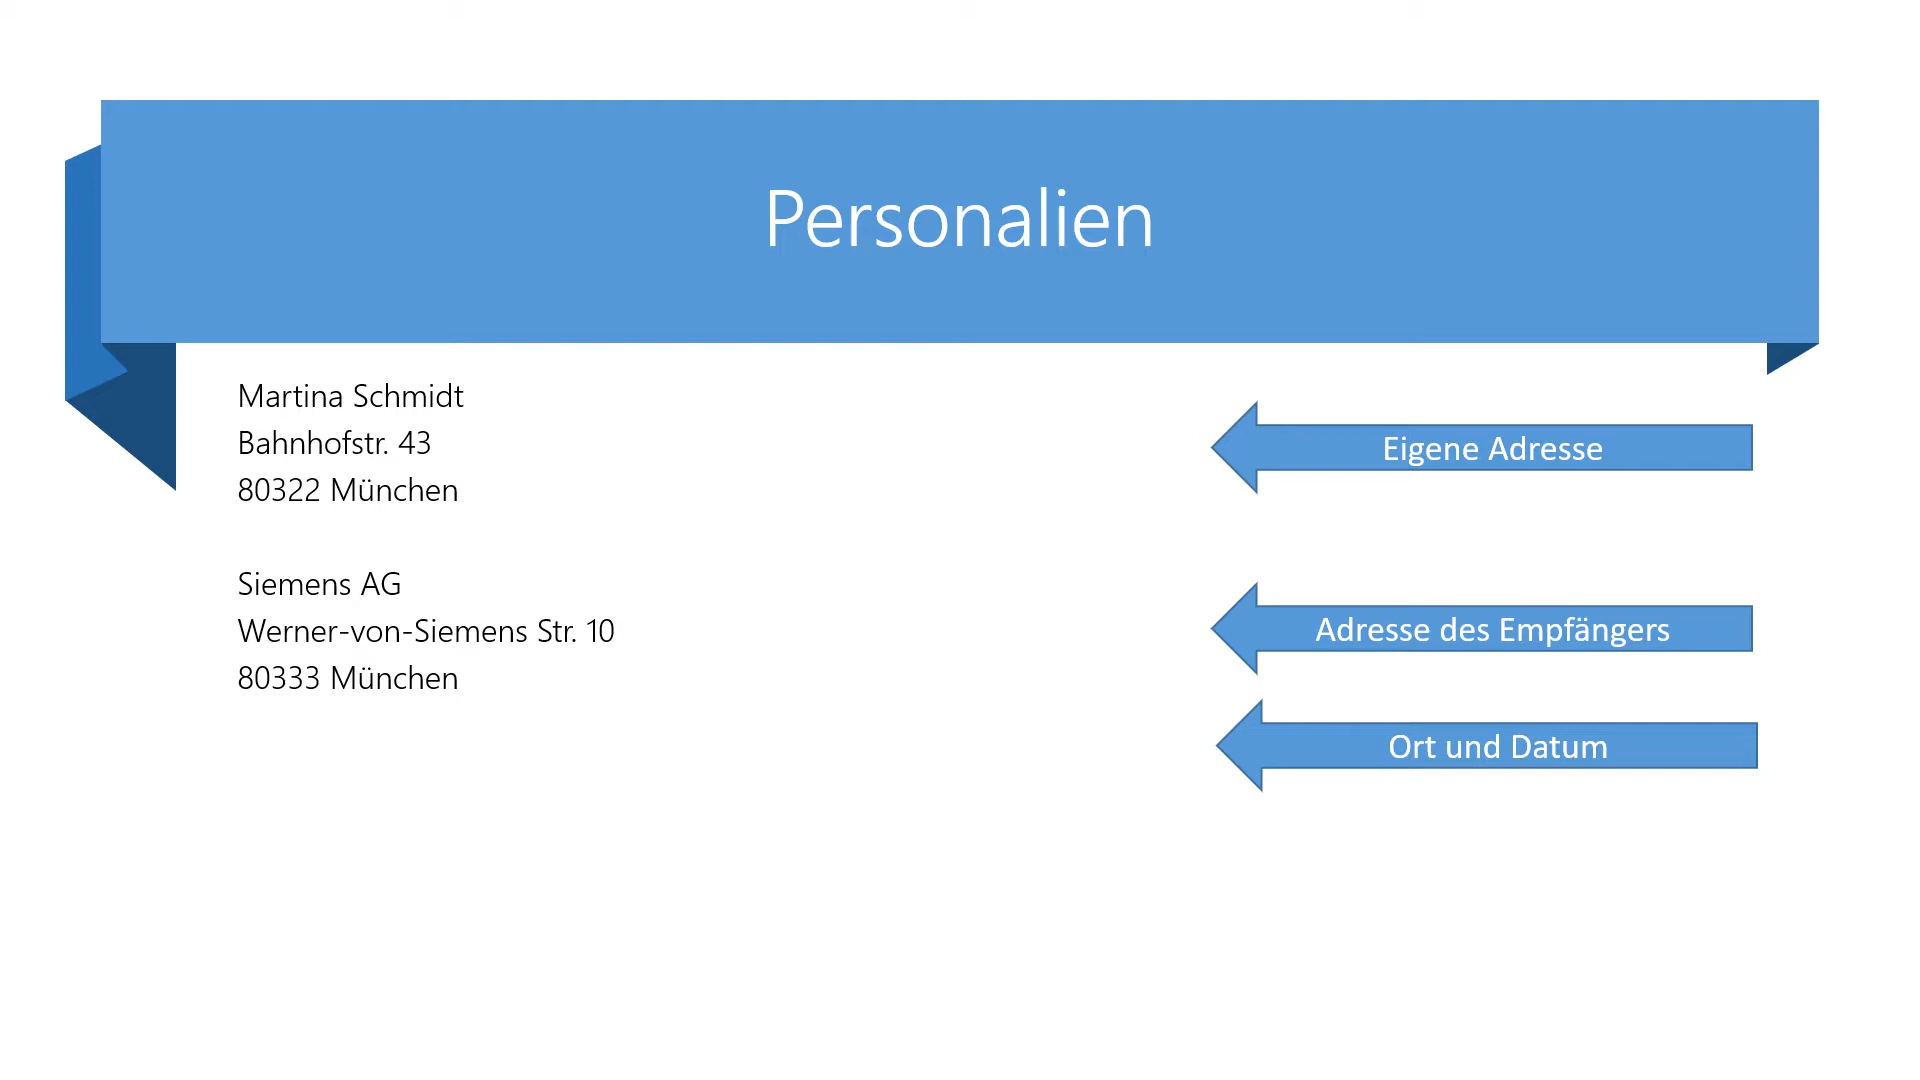 Personalien
Martina Schmidt
Bahnhofstr. 43
80322 München
Eigene Adresse
Siemens AG
Werner-von-Siemens Str. 10
80333 München
Adresse des Empfängers
Ort und Datum